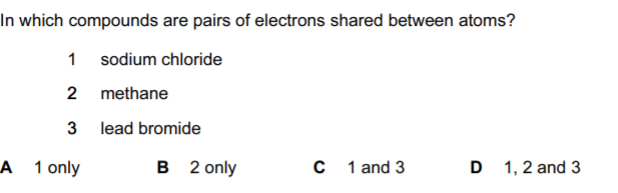 In which compounds are pairs of electrons shared between atoms?
1 sodium chloride
2 methane
3 lead bromide
A 1 only B 2 only C 1 and 3 D 1, 2 and 3